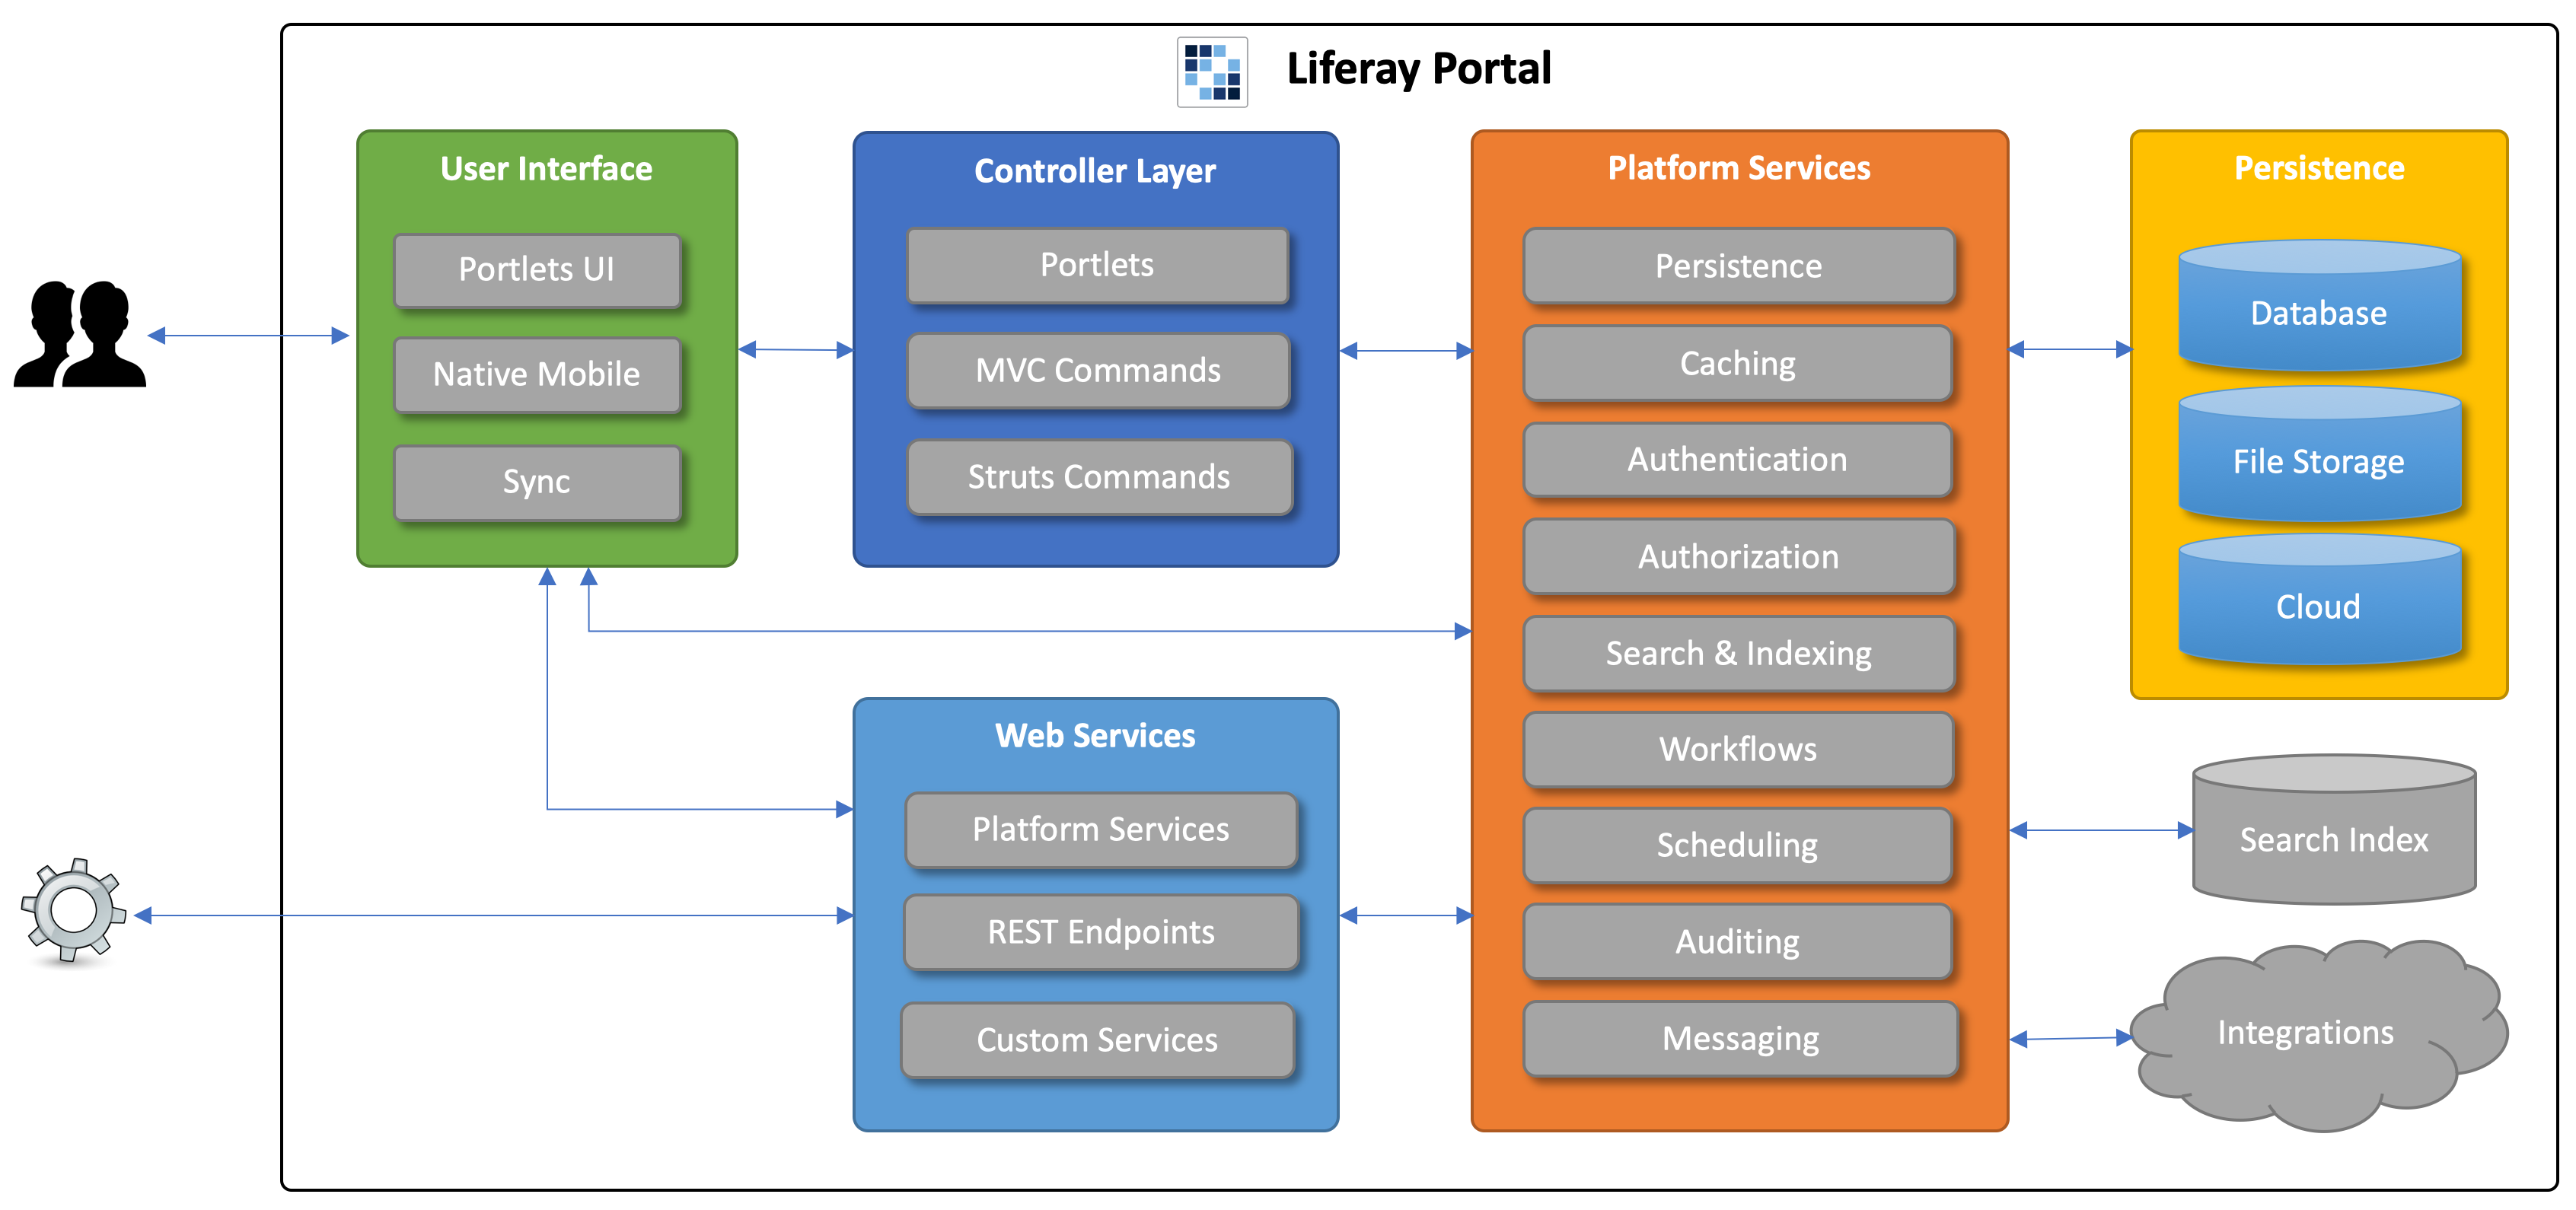 Liferay Portal
User Interface
Portlets UI
Native Mobile
Sync
Controller Layer
Portlets
MVC Commands
Struts Commands
Web Services
Platform Services
REST Endpoints
Custom Services
Platform Services
Persistence
Caching
Authentication
Authorization
Search & Indexing
Workflows
Scheduling
Auditing
Messaging
Persistence
Database
File Storage
Cloud
Search Index
Integrations